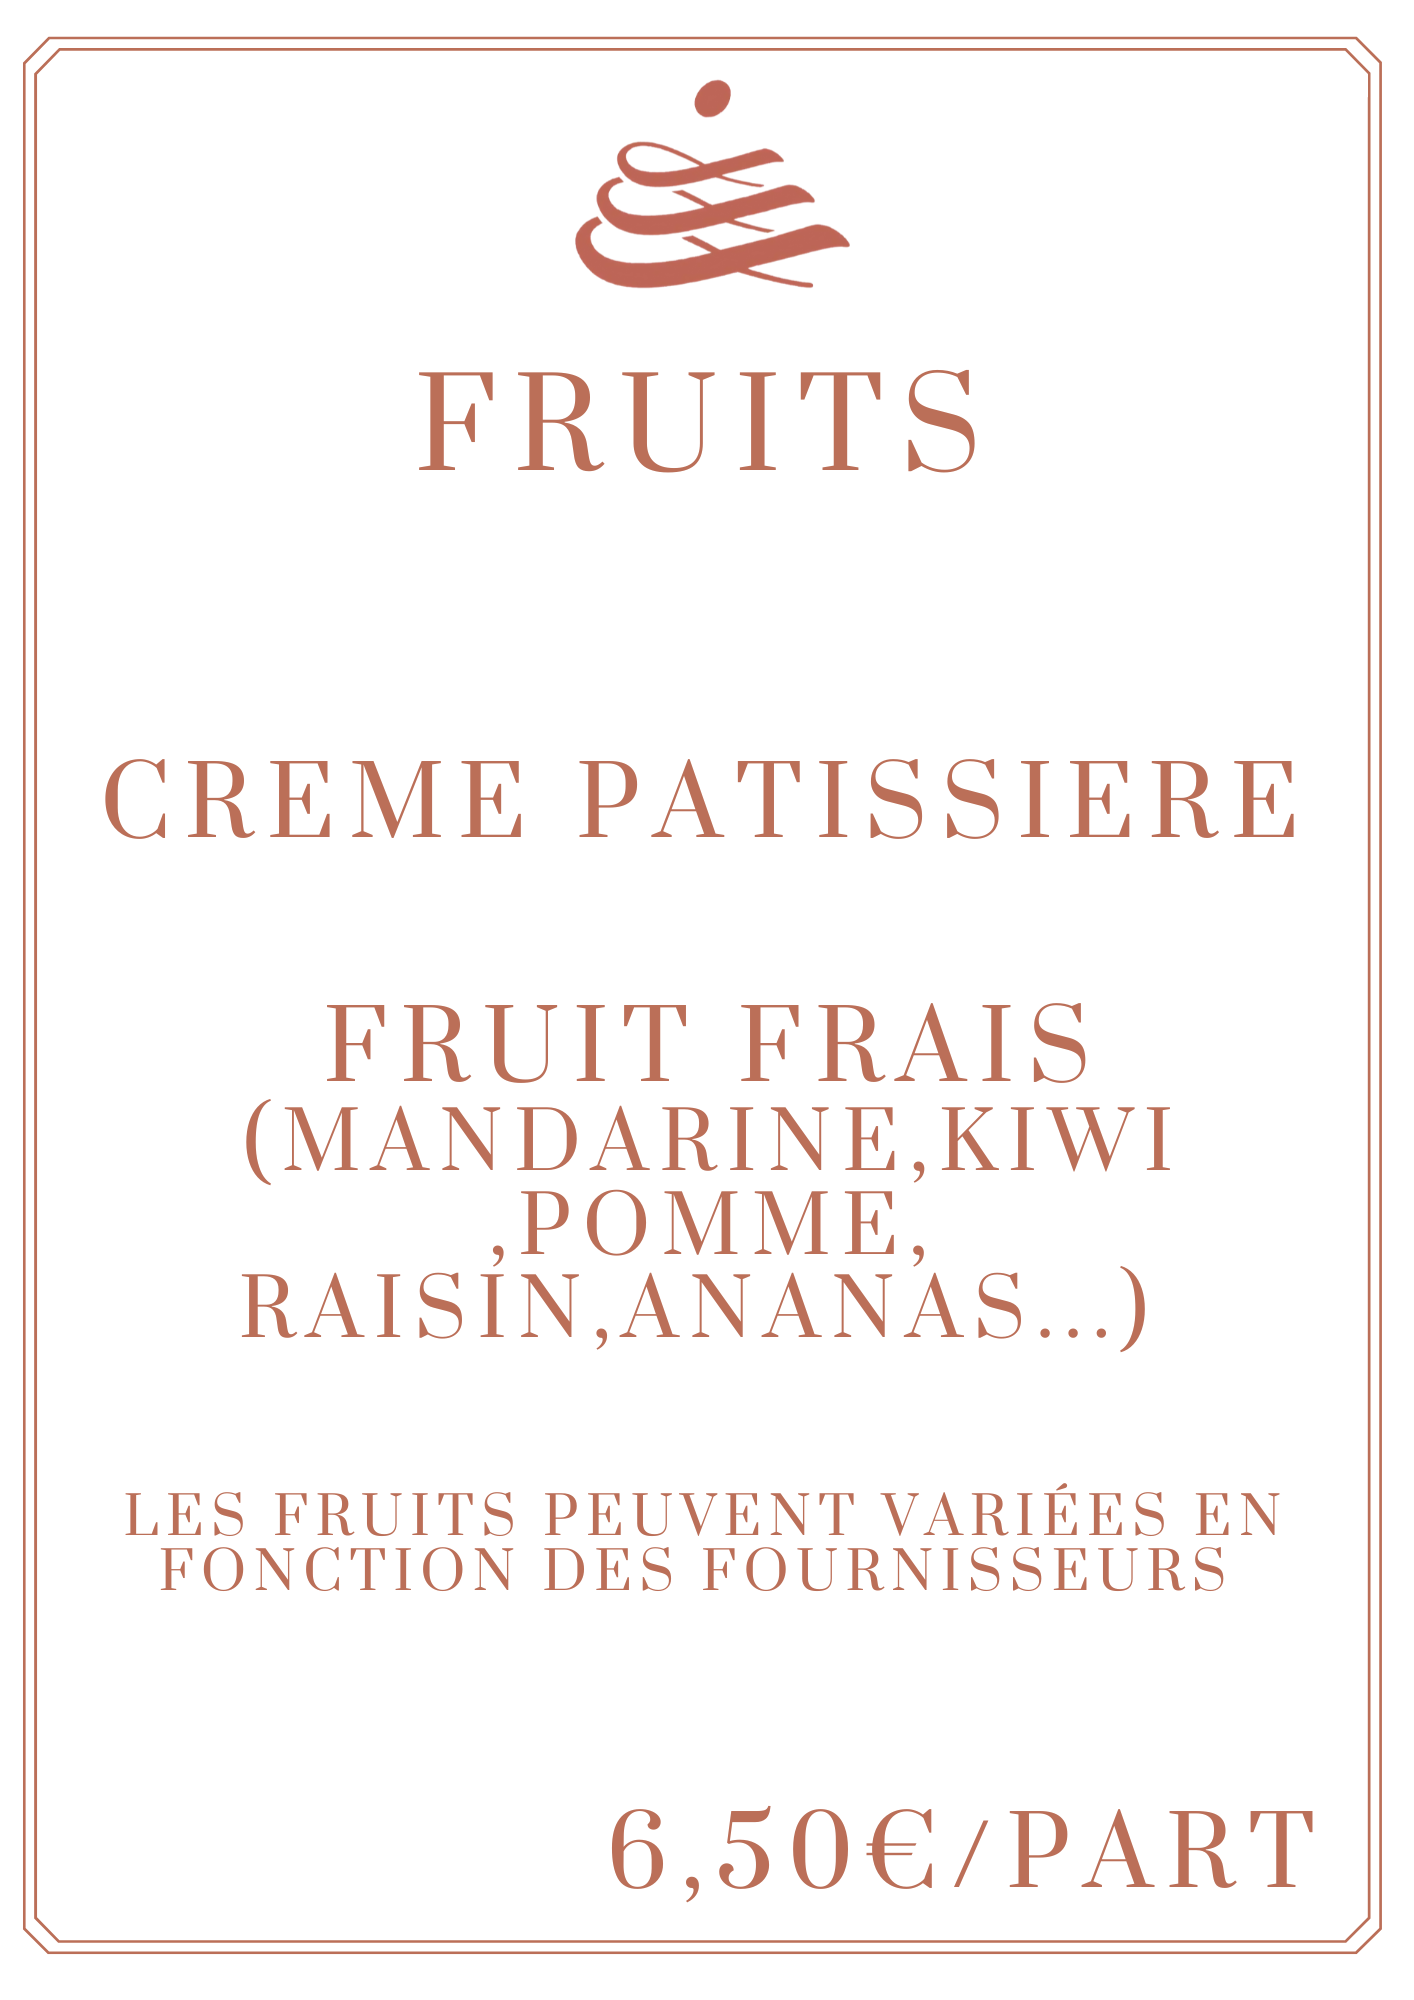 FRUITS
CREME PATISSIERE
FRUIT FRAIS
(MANDARINE,KIWI
,POMME,
RAISIN,ANANAS...)
LES FRUITS PEUVENT VARIÉES EN
FONCTION DES FOURNISSEURS
6,50€/PART